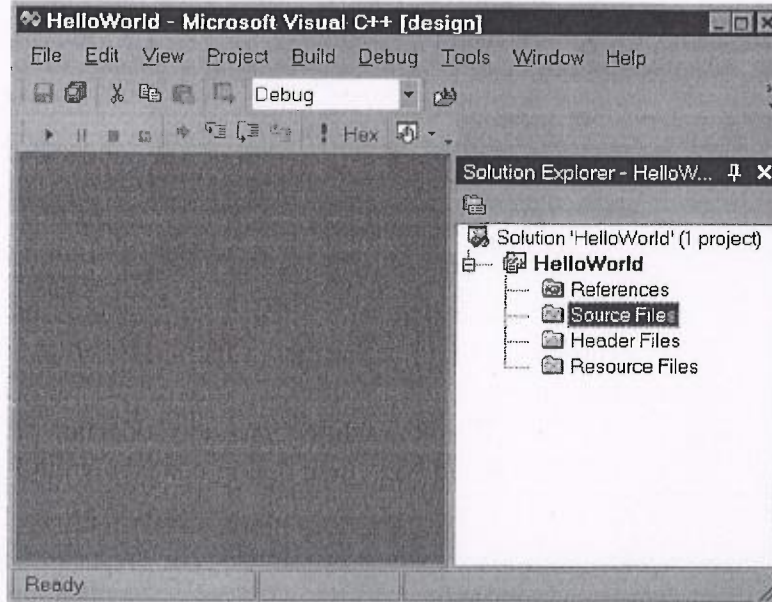 HelloWorld - Microsoft Visual C++ [design]
File Edit View Project Build Debug Tools Window Help
Debug
Hex
Solution Explorer - HelloW...
Solution 'HelloWorld' (1 project)
HelloWorld
References
Source Files
Header Files
Resource Files
Ready